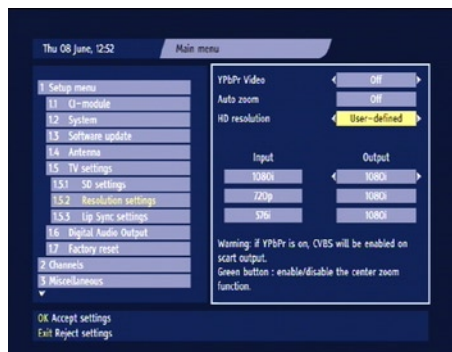 Thu 08 June, 12:52 Main menu
1 Setup menu
1.1 CI-module
1.2 System
1.3 Software update
1.4 Antenna
1.5 TV settings
1.5.1 SD settings
1.5.2 Resolution settings
1.5.3 Lip Sync settings
1.6 Digital Audio Output
1.7 Factory reset
2 Channels
3 Miscellaneous
YPbPr Video Off
Auto zoom Off
HD resolution User-defined
Input Output
1080i 1080i
720p 1080i
576i 1080i
Warning: if YPbPr is on, CVBS will be enabled on
scart output.
Green button : enable/disable the center zoom
function.
OK Accept settings
Exit Reject settings